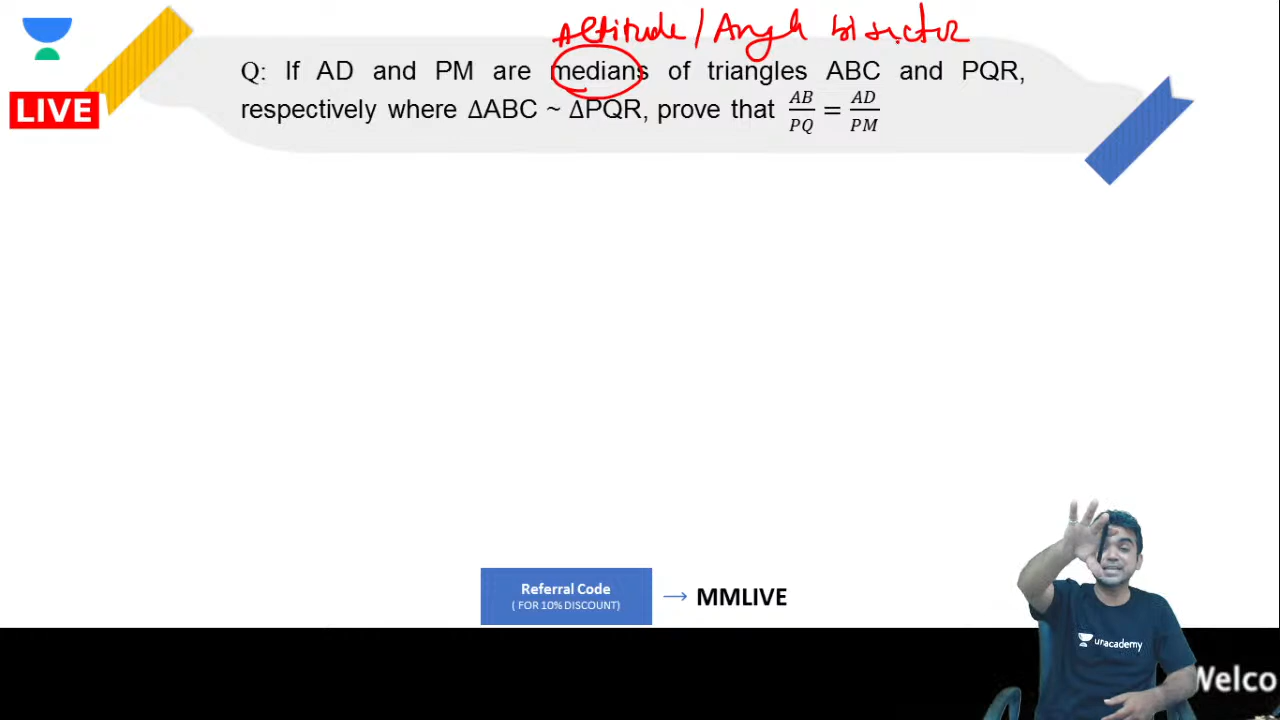 Altitude / Angle bisector
Q: If AD and PM are medians of triangles ABC and PQR,
LIVE
respectively where ΔABC ~ ΔPQR, prove that AB/PQ = AD/PM
Referral Code
( FOR 10% DISCOUNT)
→ MMLIVE
unacademy
Welco